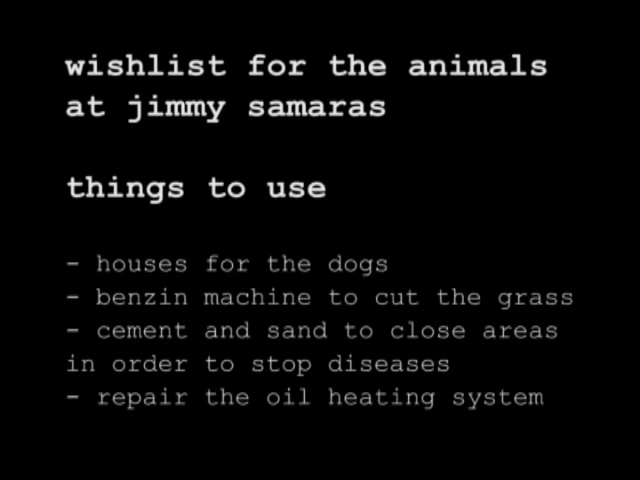 wishlist for the animals
at jimmy samaras
things to use
- houses for the dogs
- benzin machine to cut the grass
- cement and sand to close areas
in order to stop diseases
- repair the oil heating system